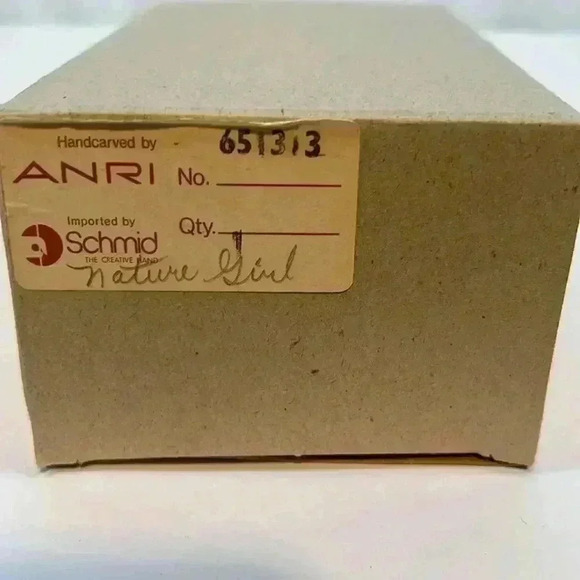 Handcarved by
ANRI
No. 651313
Imported by
Schmid
THE CREATIVE HAND
Qty. 1
Nature Girl